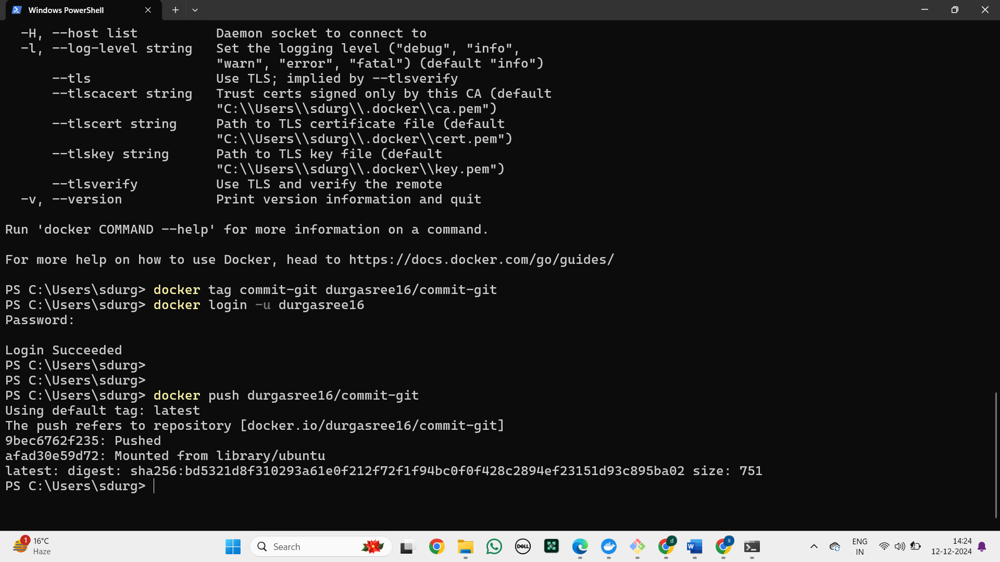 Windows PowerShell
-H, --host list Daemon socket to connect to
-l, --log-level string Set the logging level ("debug", "info",
"warn", "error", "fatal") (default "info")
--tls Use TLS; implied by --tlsverify
--tlscacert string Trust certs signed only by this CA (default
"C:\\Users\\sdurg\\.docker\\ca.pem")
--tlscert string Path to TLS certificate file (default
"C:\\Users\\sdurg\\.docker\\cert.pem")
--tlskey string Path to TLS key file (default
"C:\\Users\\sdurg\\.docker\\key.pem")
--tlsverify Use TLS and verify the remote
-v, --version Print version information and quit
Run 'docker COMMAND --help' for more information on a command.
For more help on how to use Docker, head to https://docs.docker.com/go/guides/
PS C:\Users\sdurg> docker tag commit-git durgasree16/commit-git
PS C:\Users\sdurg> docker login -u durgasree16
Password:
Login Succeeded
PS C:\Users\sdurg>
PS C:\Users\sdurg>
PS C:\Users\sdurg> docker push durgasree16/commit-git
Using default tag: latest
The push refers to repository [docker.io/durgasree16/commit-git]
9bec6762f235: Pushed
afad30e59d72: Mounted from library/ubuntu
latest: digest: sha256:bd5321d8f310293a61e0f212f72f1f94bc0f0f428c2894ef23151d93c895ba02 size: 751
PS C:\Users\sdurg>
1
16°C
Haze
Search
DELL
d
W
s
ENG
IN
14:24
12-12-2024